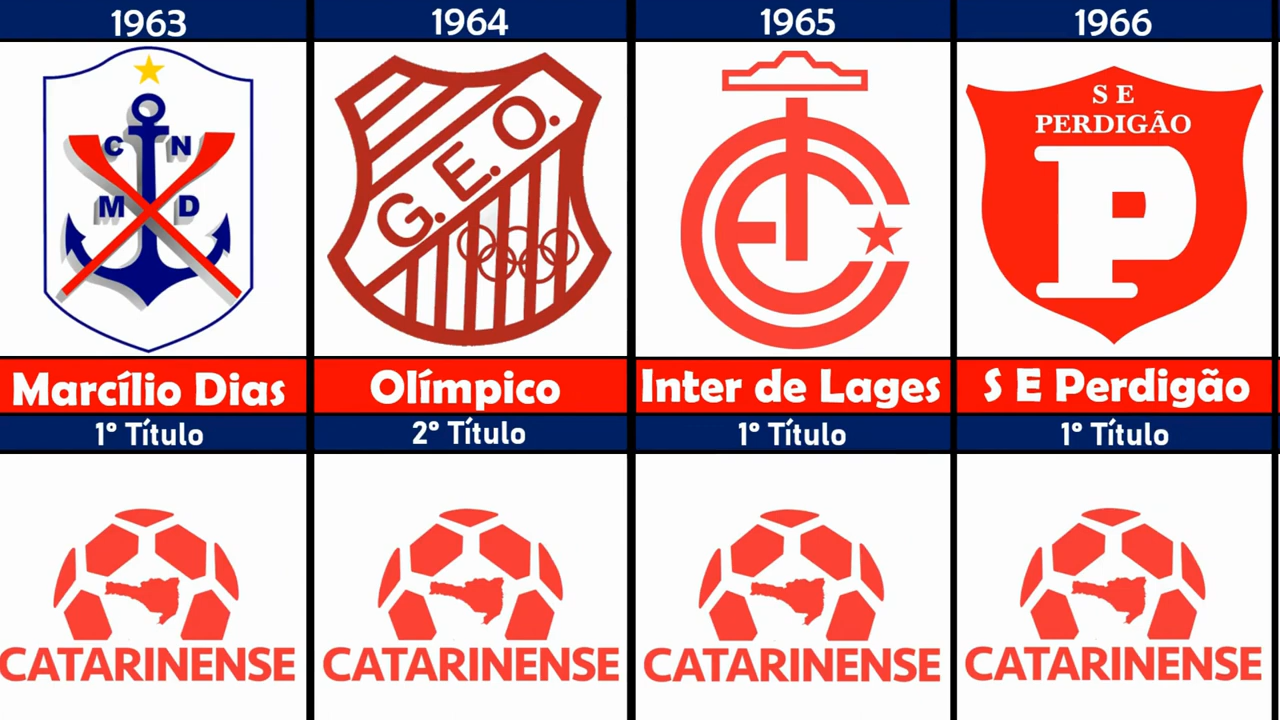 1963
C N
M D
Marcílio Dias
1° Título
CATARINENSE
1964
G.E.O.
Olímpico
2° Título
CATARINENSE
1965
Inter de Lages
1° Título
CATARINENSE
1966
S E
PERDIGÃO
P
S E Perdigão
1° Título
CATARINENSE